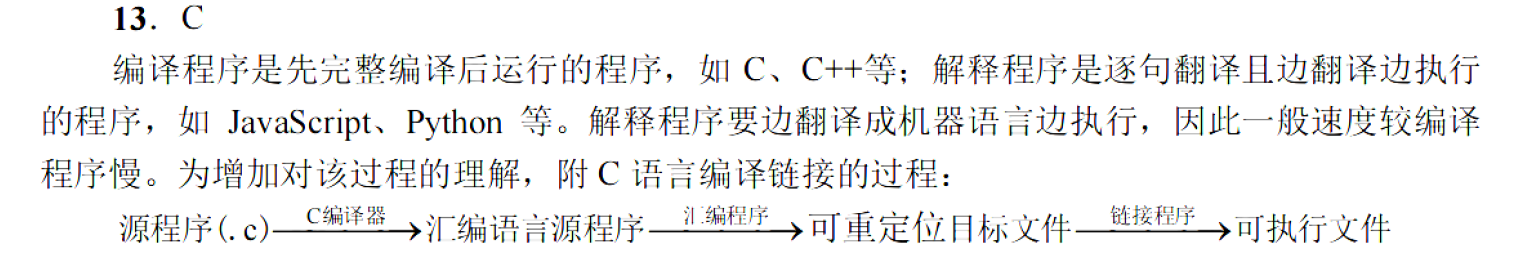 13. C
编译程序是先完整编译后运行的程序，如 C、C++等；解释程序是逐句翻译且边翻译边执行
的程序，如 JavaScript、Python 等。解释程序要边翻译成机器语言边执行，因此一般速度较编译
程序慢。为增加对该过程的理解，附 C 语言编译链接的过程：
源程序(.c) C编译器→汇编语言源程序 汇编程序→可重定位目标文件 链接程序→可执行文件